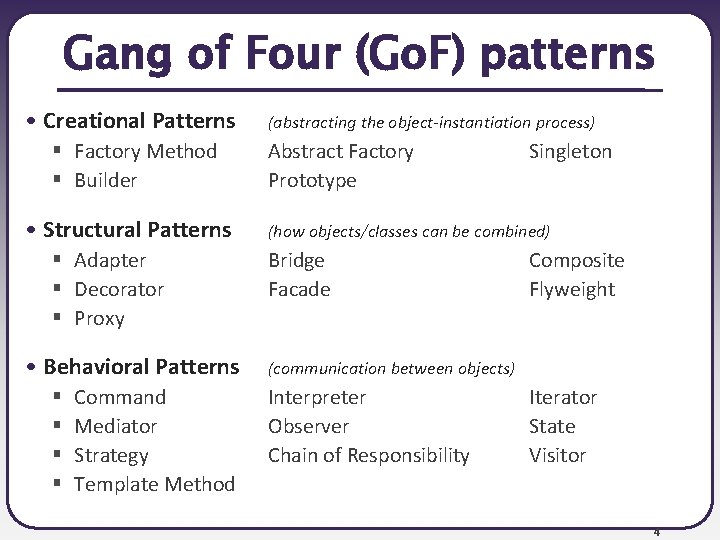 Gang of Four (Go.F) patterns
• Creational Patterns (abstracting the object-instantiation process)
▪ Factory Method Abstract Factory Singleton
▪ Builder Prototype
• Structural Patterns (how objects/classes can be combined)
▪ Adapter Bridge Composite
▪ Decorator Facade Flyweight
▪ Proxy
• Behavioral Patterns (communication between objects)
▪ Command Interpreter Iterator
▪ Mediator Observer State
▪ Strategy Chain of Responsibility Visitor
▪ Template Method
4